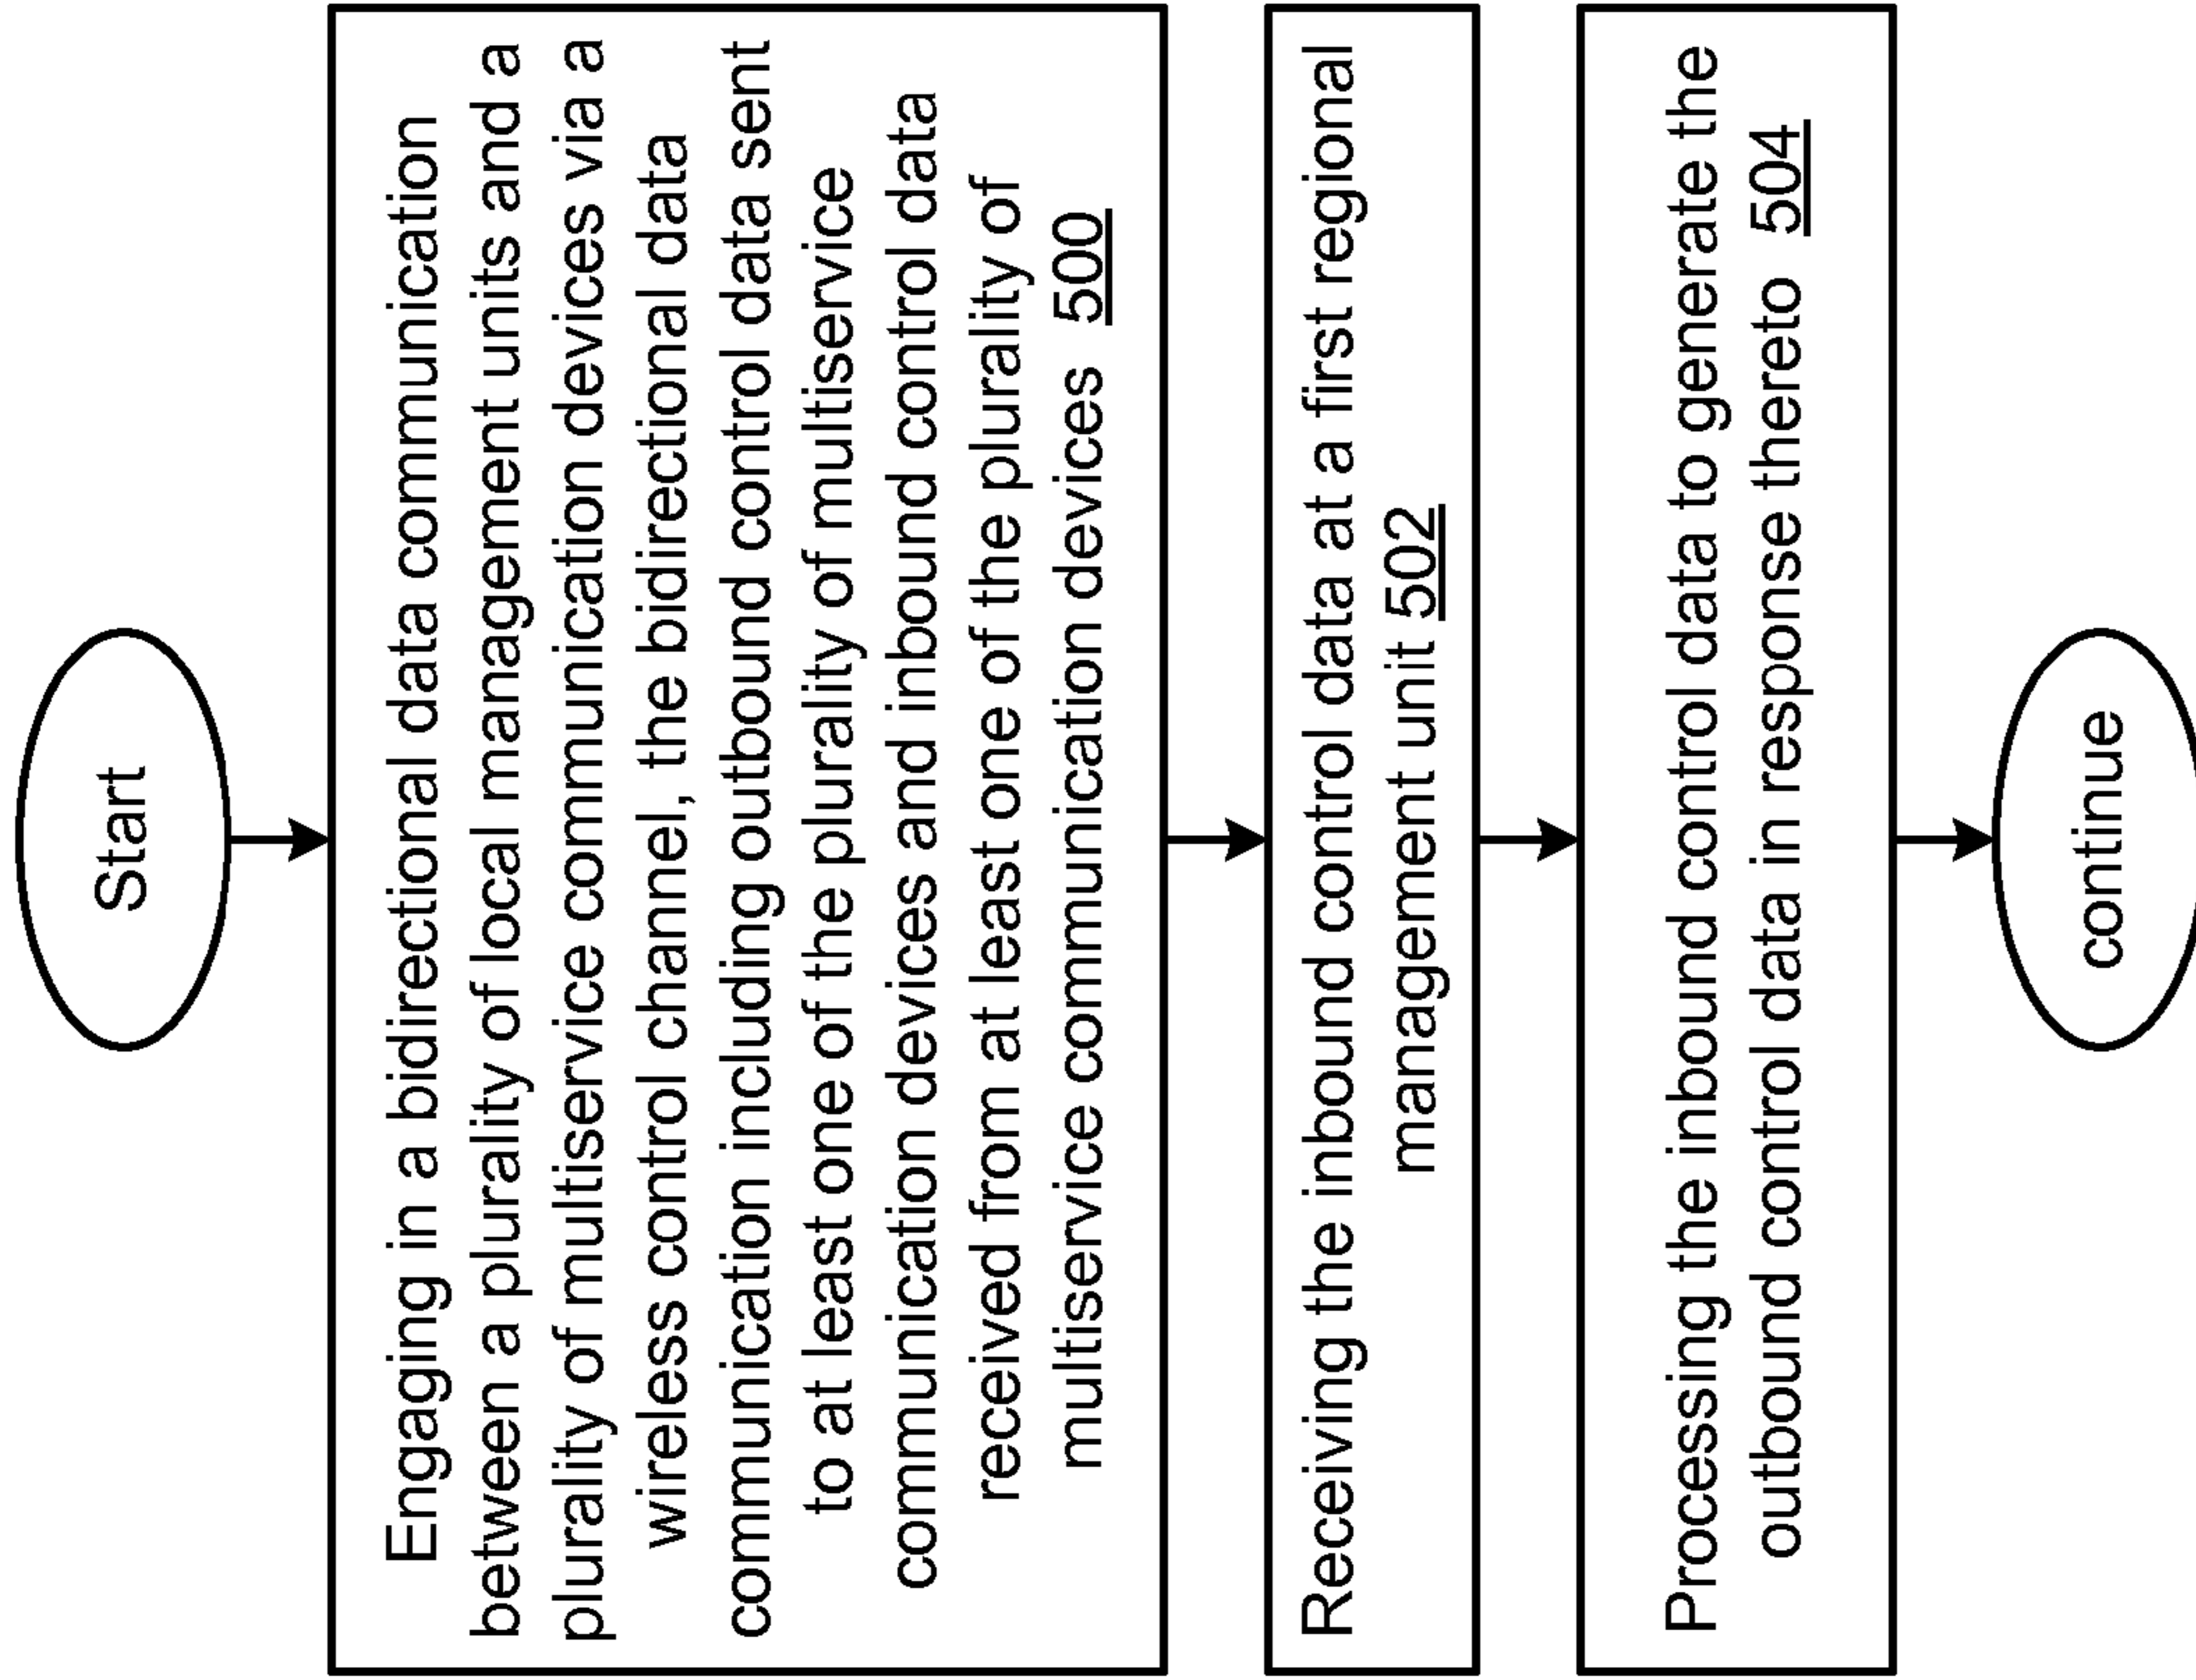 Start
Engaging in a bidirectional data communication
between a plurality of local management units and a
plurality of multiservice communication devices via a
wireless control channel, the bidirectional data
communication including outbound control data sent
to at least one of the plurality of multiservice
communication devices and inbound control data
received from at least one of the plurality of
multiservice communication devices 500
Receiving the inbound control data at a first regional
management unit 502
Processing the inbound control data to generate the
outbound control data in response thereto 504
continue